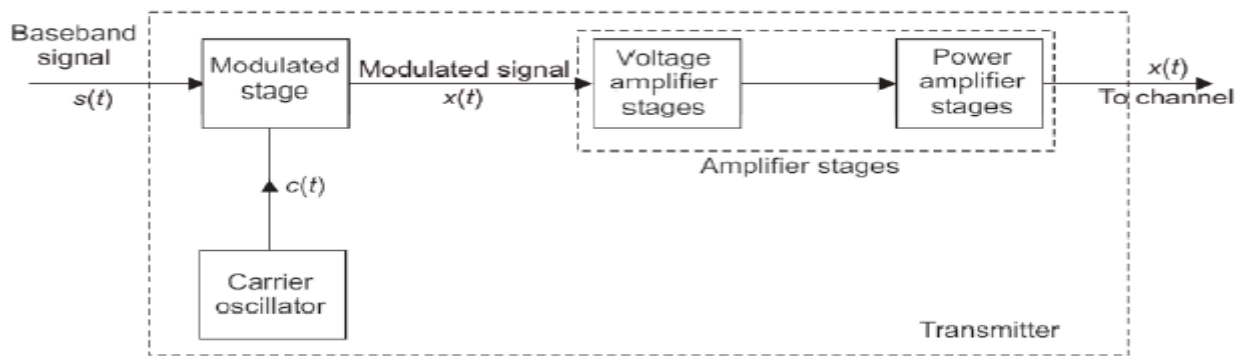 Baseband
signal
s(t)
Modulated
stage
Modulated signal
x(t)
Voltage
amplifier
stages
Power
amplifier
stages
x(t)
To channel
Amplifier stages
c(t)
Carrier
oscillator
Transmitter